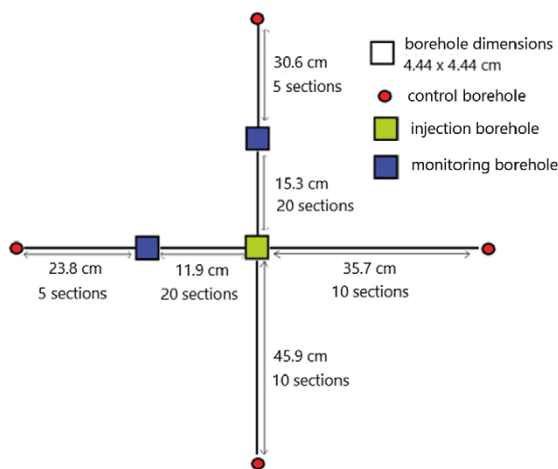 borehole dimensions
4.44 x 4.44 cm
control borehole
injection borehole
monitoring borehole
30.6 cm
5 sections
15.3 cm
20 sections
23.8 cm
5 sections
11.9 cm
20 sections
35.7 cm
10 sections
45.9 cm
10 sections